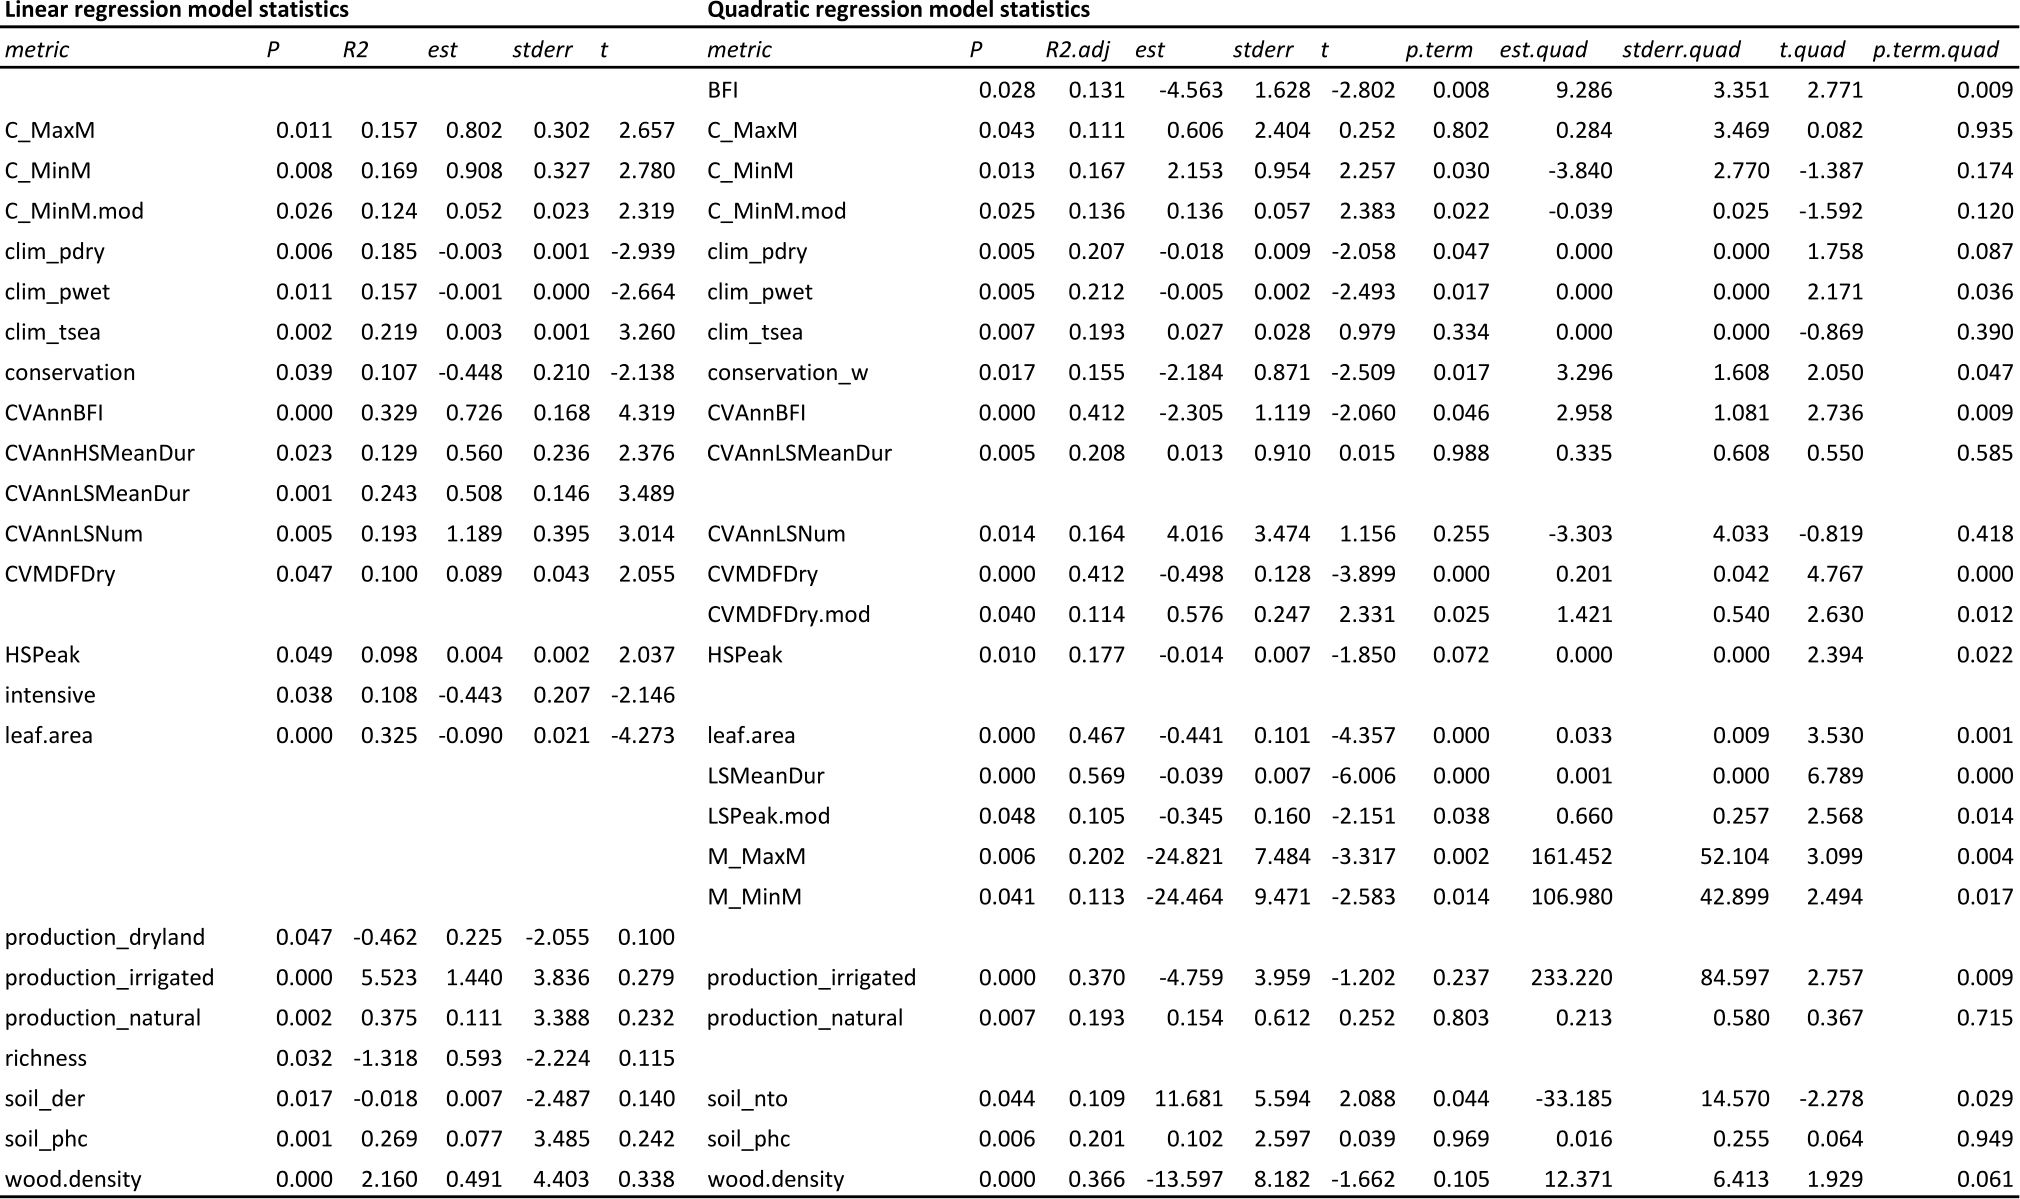 Linear regression model statistics Quadratic regression model statistics
metric P R2 est stderr t metric P R2.adj est stderr t p.term est.quad stderr.quad t.quad p.term.quad
BFI 0.028 0.131 -4.563 1.628 -2.802 0.008 9.286 3.351 2.771 0.009
C_MaxM 0.011 0.157 0.802 0.302 2.657 C_MaxM 0.043 0.111 0.606 2.404 0.252 0.802 0.284 3.469 0.082 0.935
C_MinM 0.008 0.169 0.908 0.327 2.780 C_MinM 0.013 0.167 2.153 0.954 2.257 0.030 -3.840 2.770 -1.387 0.174
C_MinM.mod 0.026 0.124 0.052 0.023 2.319 C_MinM.mod 0.025 0.136 0.136 0.057 2.383 0.022 -0.039 0.025 -1.592 0.120
clim_pdry 0.006 0.185 -0.003 0.001 -2.939 clim_pdry 0.005 0.207 -0.018 0.009 -2.058 0.047 0.000 0.000 1.758 0.087
clim_pwet 0.011 0.157 -0.001 0.000 -2.664 clim_pwet 0.005 0.212 -0.005 0.002 -2.493 0.017 0.000 0.000 2.171 0.036
clim_tsea 0.002 0.219 0.003 0.001 3.260 clim_tsea 0.007 0.193 0.027 0.028 0.979 0.334 0.000 0.000 -0.869 0.390
conservation 0.039 0.107 -0.448 0.210 -2.138 conservation_w 0.017 0.155 -2.184 0.871 -2.509 0.017 3.296 1.608 2.050 0.047
CVAnnBFI 0.000 0.329 0.726 0.168 4.319 CVAnnBFI 0.000 0.412 -2.305 1.119 -2.060 0.046 2.958 1.081 2.736 0.009
CVAnnHSMeanDur 0.023 0.129 0.560 0.236 2.376 CVAnnLSMeanDur 0.005 0.208 0.013 0.910 0.015 0.988 0.335 0.608 0.550 0.585
CVAnnLSMeanDur 0.001 0.243 0.508 0.146 3.489
CVAnnLSNum 0.005 0.193 1.189 0.395 3.014 CVAnnLSNum 0.014 0.164 4.016 3.474 1.156 0.255 -3.303 4.033 -0.819 0.418
CVMDFDry 0.047 0.100 0.089 0.043 2.055 CVMDFDry 0.000 0.412 -0.498 0.128 -3.899 0.000 0.201 0.042 4.767 0.000
CVMDFDry.mod 0.040 0.114 0.576 0.247 2.331 0.025 1.421 0.540 2.630 0.012
HSPeak 0.049 0.098 0.004 0.002 2.037 HSPeak 0.010 0.177 -0.014 0.007 -1.850 0.072 0.000 0.000 2.394 0.022
intensive 0.038 0.108 -0.443 0.207 -2.146
leaf.area 0.000 0.325 -0.090 0.021 -4.273 leaf.area 0.000 0.467 -0.441 0.101 -4.357 0.000 0.033 0.009 3.530 0.001
LSMeanDur 0.000 0.569 -0.039 0.007 -6.006 0.000 0.001 0.000 6.789 0.000
LSPeak.mod 0.048 0.105 -0.345 0.160 -2.151 0.038 0.660 0.257 2.568 0.014
M_MaxM 0.006 0.202 -24.821 7.484 -3.317 0.002 161.452 52.104 3.099 0.004
M_MinM 0.041 0.113 -24.464 9.471 -2.583 0.014 106.980 42.899 2.494 0.017
production_dryland 0.047 -0.462 0.225 -2.055 0.100
production_irrigated 0.000 5.523 1.440 3.836 0.279 production_irrigated 0.000 0.370 -4.759 3.959 -1.202 0.237 233.220 84.597 2.757 0.009
production_natural 0.002 0.375 0.111 3.388 0.232 production_natural 0.007 0.193 0.154 0.612 0.252 0.803 0.213 0.580 0.367 0.715
richness 0.032 -1.318 0.593 -2.224 0.115
soil_der 0.017 -0.018 0.007 -2.487 0.140 soil_nto 0.044 0.109 11.681 5.594 2.088 0.044 -33.185 14.570 -2.278 0.029
soil_phc 0.001 0.269 0.077 3.485 0.242 soil_phc 0.006 0.201 0.102 2.597 0.039 0.969 0.016 0.255 0.064 0.949
wood.density 0.000 2.160 0.491 4.403 0.338 wood.density 0.000 0.366 -13.597 8.182 -1.662 0.105 12.371 6.413 1.929 0.061